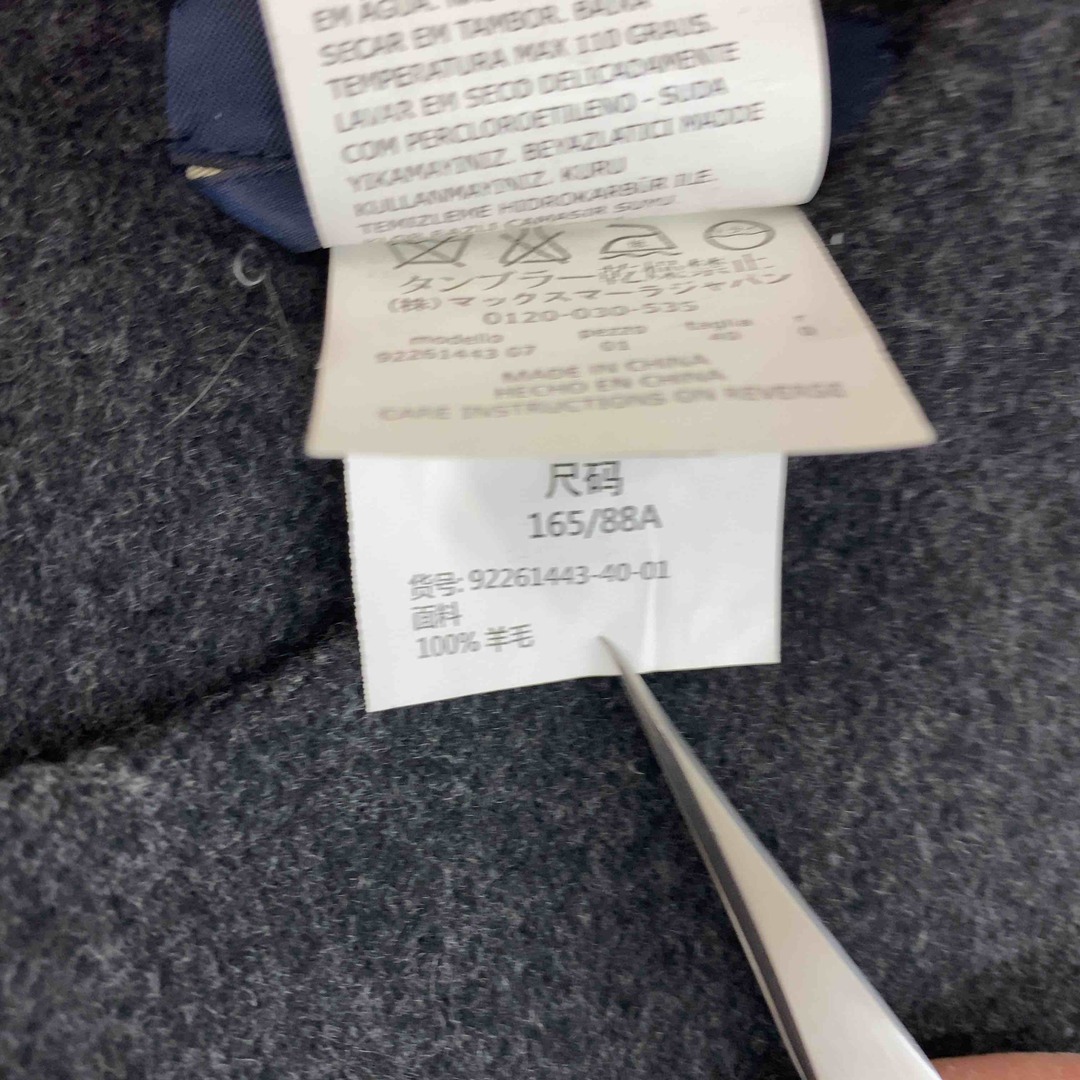 EM AGUA.
SECAR EM TAMBOR. BAIXA
TEMPERATURA MAX 110 GRAUS.
LAVAR EM SECO DELICADAMENTE
COM PERCLOROETILENO - SUDA
YIKAMAYINIZ. BEYAZLATICI MADDE
KULLANMAYINIZ. KURU
TEMIZLEME HIDROKARBÜR ILE.
タンブラー乾燥禁止
(株)マックスマーラジャパン
0120-030-535
modello pezzo taglia
92261443 07 01 40
MADE IN CHINA
HECHO EN CHINA
CARE INSTRUCTIONS ON REVERSE
尺码
165/88A
货号: 92261443-40-01
面料
100% 羊毛